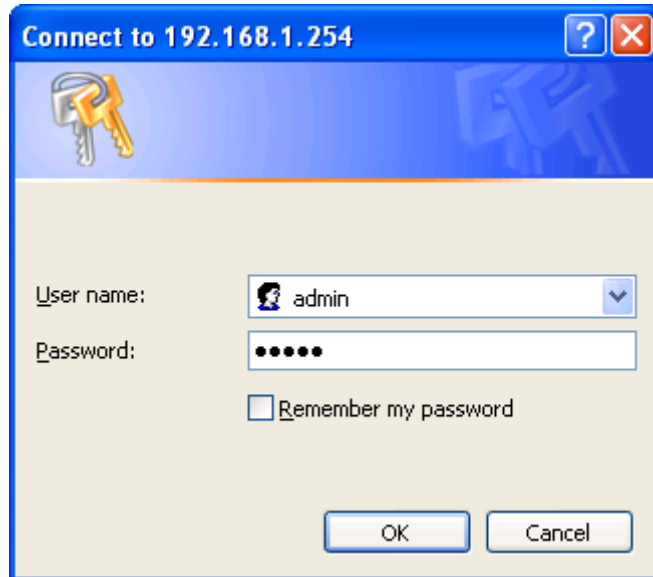 Connect to 192.168.1.254
User name:
admin
Password:
•••••
Remember my password
OK
Cancel